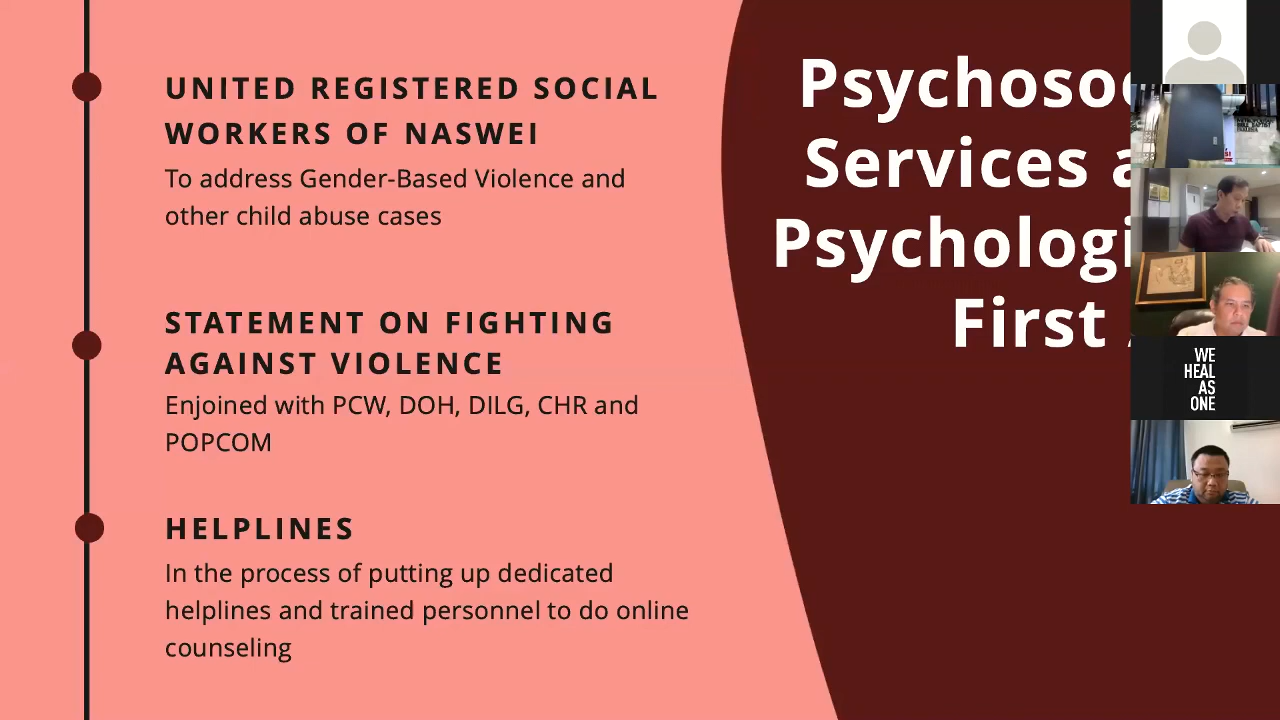 UNITED REGISTERED SOCIAL
WORKERS OF NASWEI
To address Gender-Based Violence and
other child abuse cases
STATEMENT ON FIGHTING
AGAINST VIOLENCE
Enjoined with PCW, DOH, DILG, CHR and
POPCOM
HELPLINES
In the process of putting up dedicated
helplines and trained personnel to do online
counseling
Services
First
WE
HEAL
AS
ONE